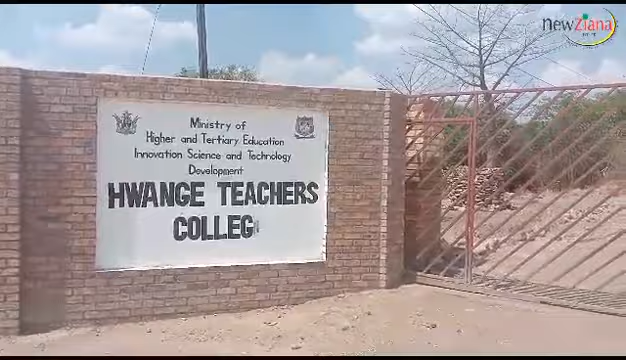 newZiana
Ministry of
Higher and Tertiary Education
Innovation Science and Technology
Development
HWANGE TEACHERS
COLLEG